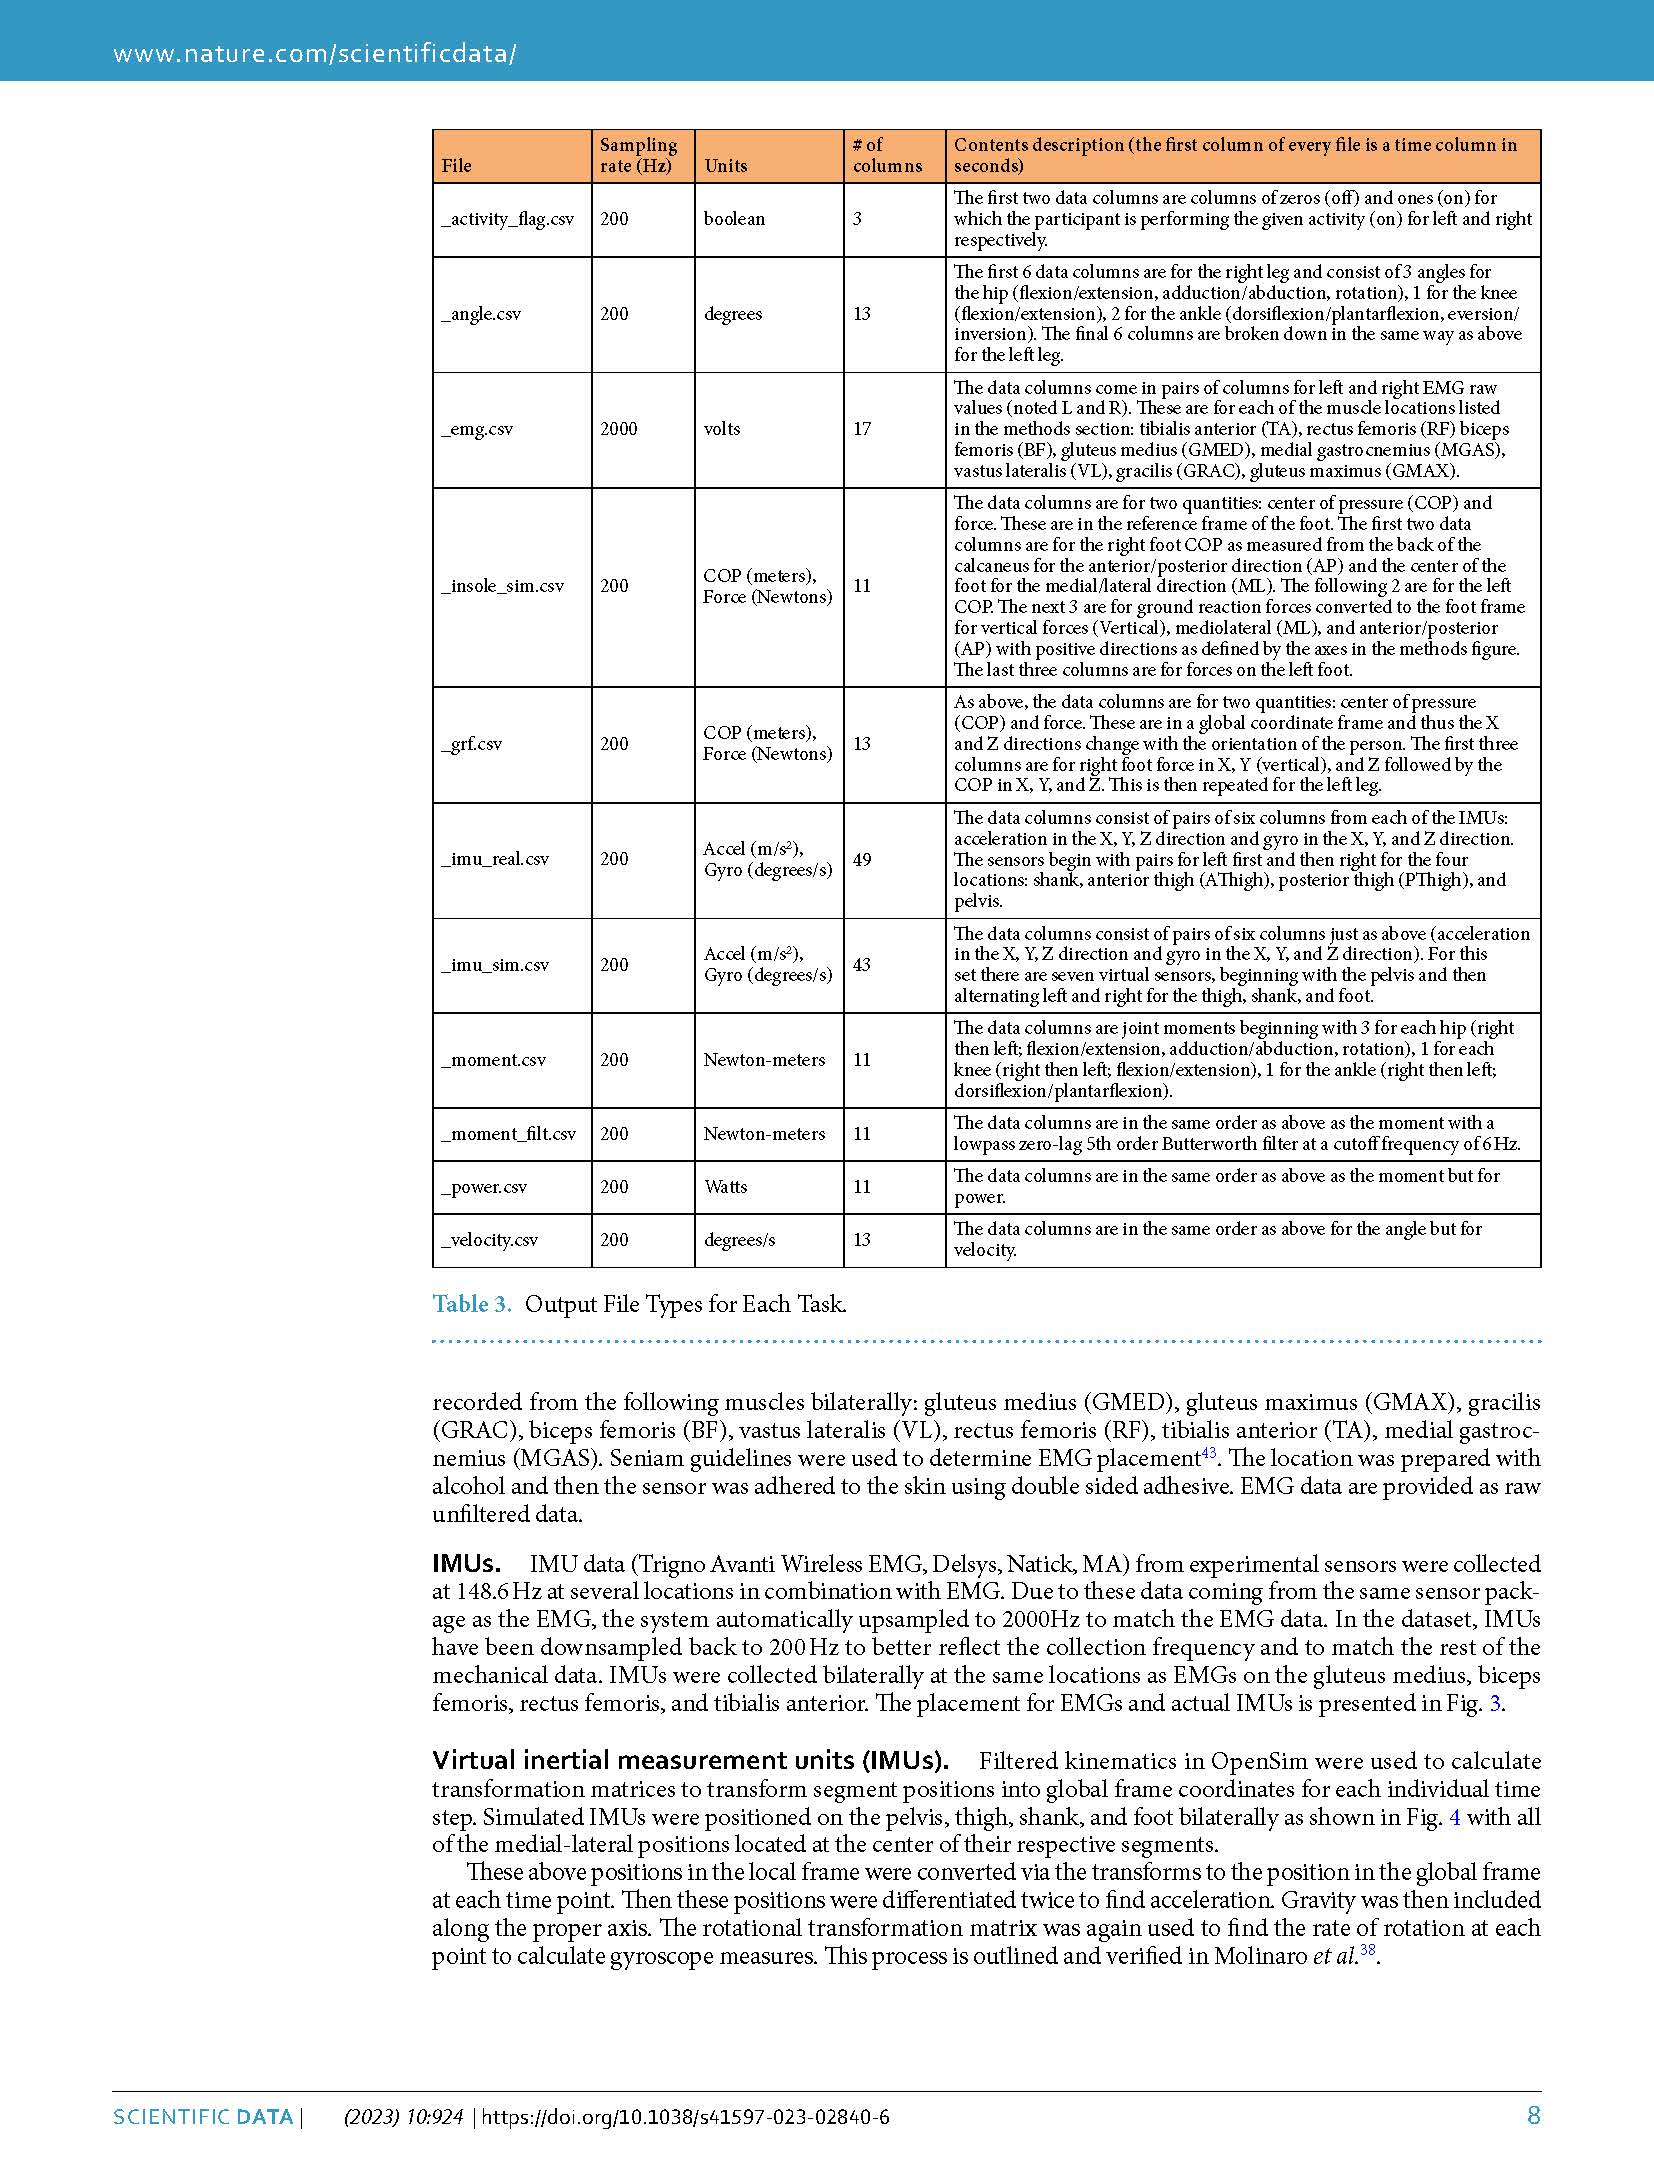 www.nature.com/scientificdata/
File
Sampling
rate (Hz)
Units
# of
columns
Contents description (the first column of every file is a time column in
seconds)
_activity_flag.csv
200
boolean
3
The first two data columns are columns of zeros (off) and ones (on) for
which the participant is performing the given activity (on) for left and right
respectively.
_angle.csv
200
degrees
13
The first 6 data columns are for the right leg and consist of 3 angles for
the hip (flexion/extension, adduction/abduction, rotation), 1 for the knee
(flexion/extension), 2 for the ankle (dorsiflexion/plantarflexion, eversion/
inversion). The final 6 columns are broken down in the same way as above
for the left leg.
_emg.csv
2000
volts
17
The data columns come in pairs of columns for left and right EMG raw
values (noted L and R). These are for each of the muscle locations listed
in the methods section: tibialis anterior (TA), rectus femoris (RF) biceps
femoris (BF), gluteus medius (GMED), medial gastrocnemius (MGAS),
vastus lateralis (VL), gracilis (GRAC), gluteus maximus (GMAX).
_insole_sim.csv
200
COP (meters),
Force (Newtons)
11
The data columns are for two quantities: center of pressure (COP) and
force. These are in the reference frame of the foot. The first two data
columns are for the right foot COP as measured from the back of the
calcaneus for the anterior/posterior direction (AP) and the center of the
foot for the medial/lateral direction (ML). The following 2 are for the left
COP. The next 3 are for ground reaction forces converted to the foot frame
for vertical forces (Vertical), mediolateral (ML), and anterior/posterior
(AP) with positive directions as defined by the axes in the methods figure.
The last three columns are for forces on the left foot.
_grf.csv
200
COP (meters),
Force (Newtons)
13
As above, the data columns are for two quantities: center of pressure
(COP) and force. These are in a global coordinate frame and thus the X
and Z directions change with the orientation of the person. The first three
columns are for right foot force in X, Y (vertical), and Z followed by the
COP in X, Y, and Z. This is then repeated for the left leg.
_imu_real.csv
200
Accel (m/s²),
Gyro (degrees/s)
49
The data columns consist of pairs of six columns from each of the IMUs:
acceleration in the X, Y, Z direction and gyro in the X, Y, and Z direction.
The sensors begin with pairs for left first and then right for the four
locations: shank, anterior thigh (AThigh), posterior thigh (PThigh), and
pelvis.
_imu_sim.csv
200
Accel (m/s²),
Gyro (degrees/s)
43
The data columns consist of pairs of six columns just as above (acceleration
in the X, Y, Z direction and gyro in the X, Y, and Z direction). For this
set there are seven virtual sensors, beginning with the pelvis and then
alternating left and right for the thigh, shank, and foot.
_moment.csv
200
Newton-meters
11
The data columns are joint moments beginning with 3 for each hip (right
then left; flexion/extension, adduction/abduction, rotation), 1 for each
knee (right then left; flexion/extension), 1 for the ankle (right then left;
dorsiflexion/plantarflexion).
_moment_filt.csv
200
Newton-meters
11
The data columns are in the same order as above as the moment with a
lowpass zero-lag 5th order Butterworth filter at a cutoff frequency of 6 Hz.
_power.csv
200
Watts
11
The data columns are in the same order as above as the moment but for
power.
_velocity.csv
200
degrees/s
13
The data columns are in the same order as above for the angle but for
velocity.
Table 3. Output File Types for Each Task.
recorded from the following muscles bilaterally: gluteus medius (GMED), gluteus maximus (GMAX), gracilis
(GRAC), biceps femoris (BF), vastus lateralis (VL), rectus femoris (RF), tibialis anterior (TA), medial gastroc-
nemius (MGAS). Seniam guidelines were used to determine EMG placement⁴³. The location was prepared with
alcohol and then the sensor was adhered to the skin using double sided adhesive. EMG data are provided as raw
unfiltered data.
IMUs. IMU data (Trigno Avanti Wireless EMG, Delsys, Natick, MA) from experimental sensors were collected
at 148.6 Hz at several locations in combination with EMG. Due to these data coming from the same sensor pack-
age as the EMG, the system automatically upsampled to 2000Hz to match the EMG data. In the dataset, IMUs
have been downsampled back to 200 Hz to better reflect the collection frequency and to match the rest of the
mechanical data. IMUs were collected bilaterally at the same locations as EMGs on the gluteus medius, biceps
femoris, rectus femoris, and tibialis anterior. The placement for EMGs and actual IMUs is presented in Fig. 3.
Virtual inertial measurement units (IMUs). Filtered kinematics in OpenSim were used to calculate
transformation matrices to transform segment positions into global frame coordinates for each individual time
step. Simulated IMUs were positioned on the pelvis, thigh, shank, and foot bilaterally as shown in Fig. 4 with all
of the medial-lateral positions located at the center of their respective segments.
These above positions in the local frame were converted via the transforms to the position in the global frame
at each time point. Then these positions were differentiated twice to find acceleration. Gravity was then included
along the proper axis. The rotational transformation matrix was again used to find the rate of rotation at each
point to calculate gyroscope measures. This process is outlined and verified in Molinaro et al.³⁸.
SCIENTIFIC DATA | (2023) 10:924 | https://doi.org/10.1038/s41597-023-02840-6
8